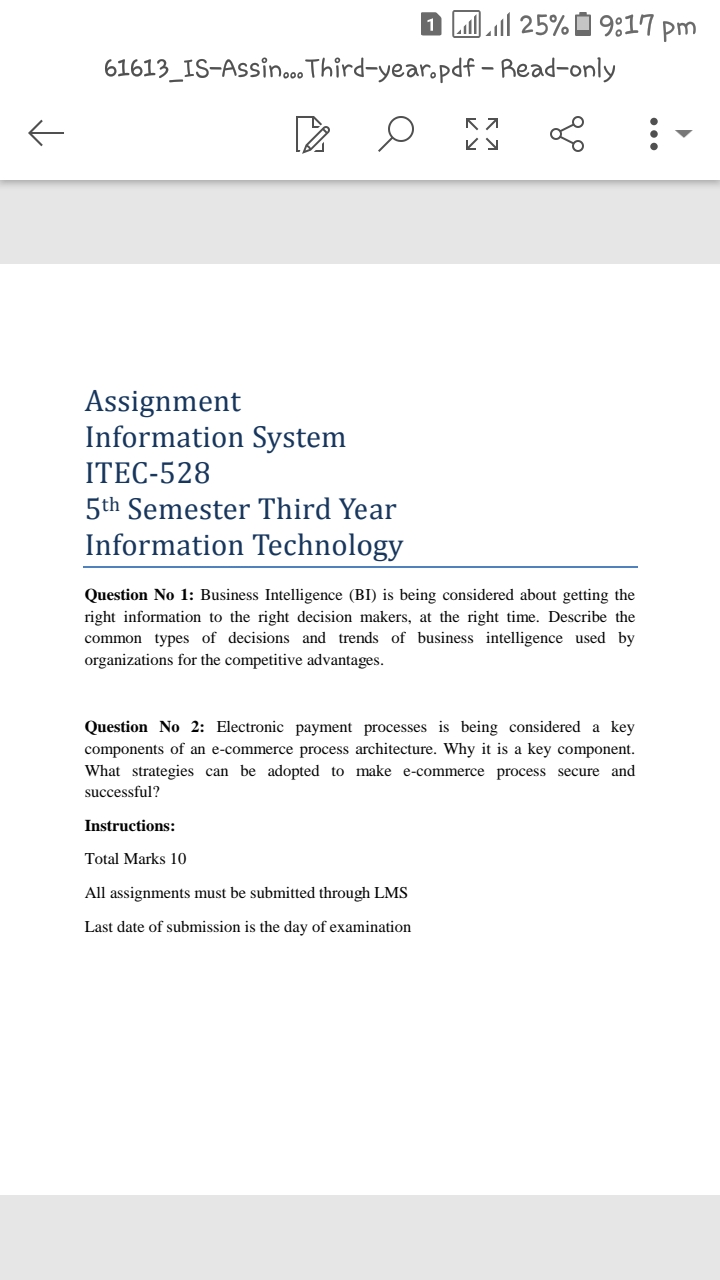 1 25% 9:17 pm
61613_IS-Assin...Third-year.pdf – Read-only
Assignment
Information System
ITEC-528
5th Semester Third Year
Information Technology
Question No 1: Business Intelligence (BI) is being considered about getting the
right information to the right decision makers, at the right time. Describe the
common types of decisions and trends of business intelligence used by
organizations for the competitive advantages.
Question No 2: Electronic payment processes is being considered a key
components of an e-commerce process architecture. Why it is a key component.
What strategies can be adopted to make e-commerce process secure and
successful?
Instructions:
Total Marks 10
All assignments must be submitted through LMS
Last date of submission is the day of examination